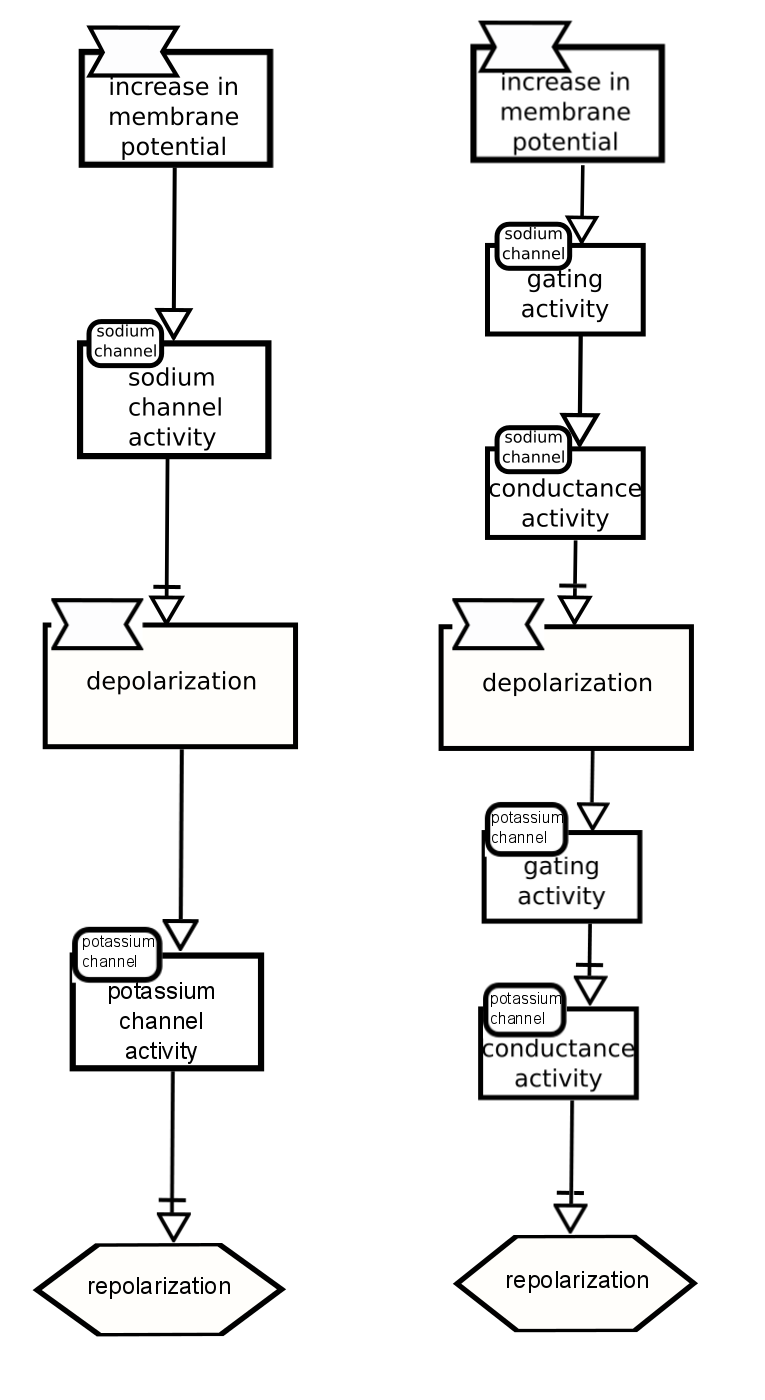 increase in
membrane
potential
sodium
channel
sodium
channel
activity
depolarization
potassium
channel
potassium
channel
activity
repolarization
increase in
membrane
potential
sodium
channel
gating
activity
sodium
channel
conductance
activity
depolarization
potassium
channel
gating
activity
potassium
channel
conductance
activity
repolarization